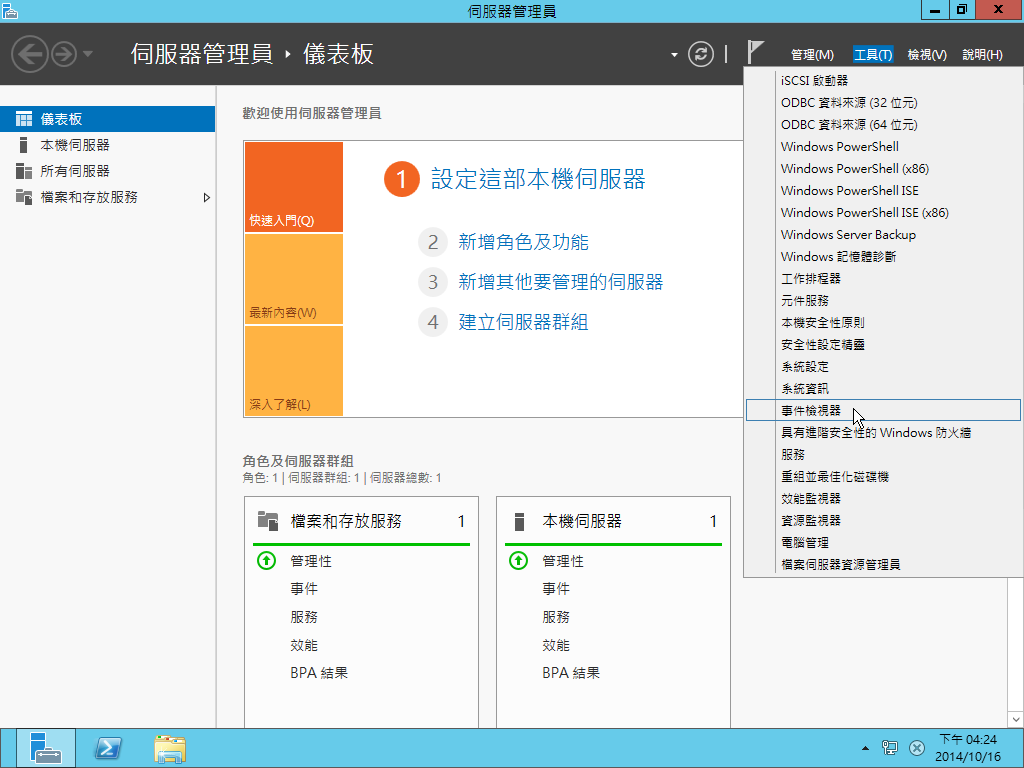 伺服器管理員
伺服器管理員 ‣ 儀表板
管理(M) 工具(T) 檢視(V) 說明(H)
儀表板
本機伺服器
所有伺服器
檔案和存放服務
歡迎使用伺服器管理員
快速入門(Q)
最新內容(W)
深入了解(L)
1 設定這部本機伺服器
2 新增角色及功能
3 新增其他要管理的伺服器
4 建立伺服器群組
角色及伺服器群組
角色: 1 | 伺服器群組: 1 | 伺服器總數: 1
檔案和存放服務 1
管理性
事件
服務
效能
BPA 結果
本機伺服器 1
管理性
事件
服務
效能
BPA 結果
iSCSI 啟動器
ODBC 資料來源 (32 位元)
ODBC 資料來源 (64 位元)
Windows PowerShell
Windows PowerShell (x86)
Windows PowerShell ISE
Windows PowerShell ISE (x86)
Windows Server Backup
Windows 記憶體診斷
工作排程器
元件服務
本機安全性原則
安全性設定精靈
系統設定
系統資訊
事件檢視器
具有進階安全性的 Windows 防火牆
服務
重組並最佳化磁碟機
效能監視器
資源監視器
電腦管理
檔案伺服器資源管理員
下午 04:24
2014/10/16